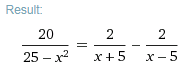 Result:
20 / (25 − x²) = 2 / (x + 5) − 2 / (x − 5)